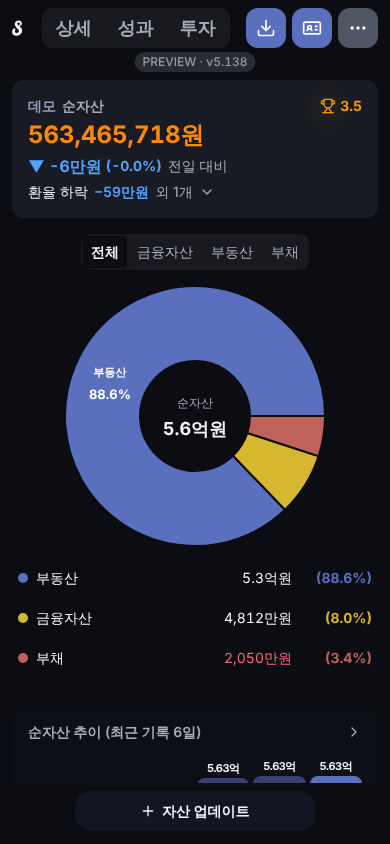 상세 성과 투자
PREVIEW · v5.138
데모 순자산
3.5
563,465,718원
▼ -6만원 (-0.0%) 전일 대비
환율 하락 -59만원 외 1개
전체 금융자산 부동산 부채
부동산
88.6%
순자산
5.6억원
부동산 5.3억원 (88.6%)
금융자산 4,812만원 (8.0%)
부채 2,050만원 (3.4%)
순자산 추이 (최근 기록 6일)
5.63억 5.63억 5.63억
+ 자산 업데이트